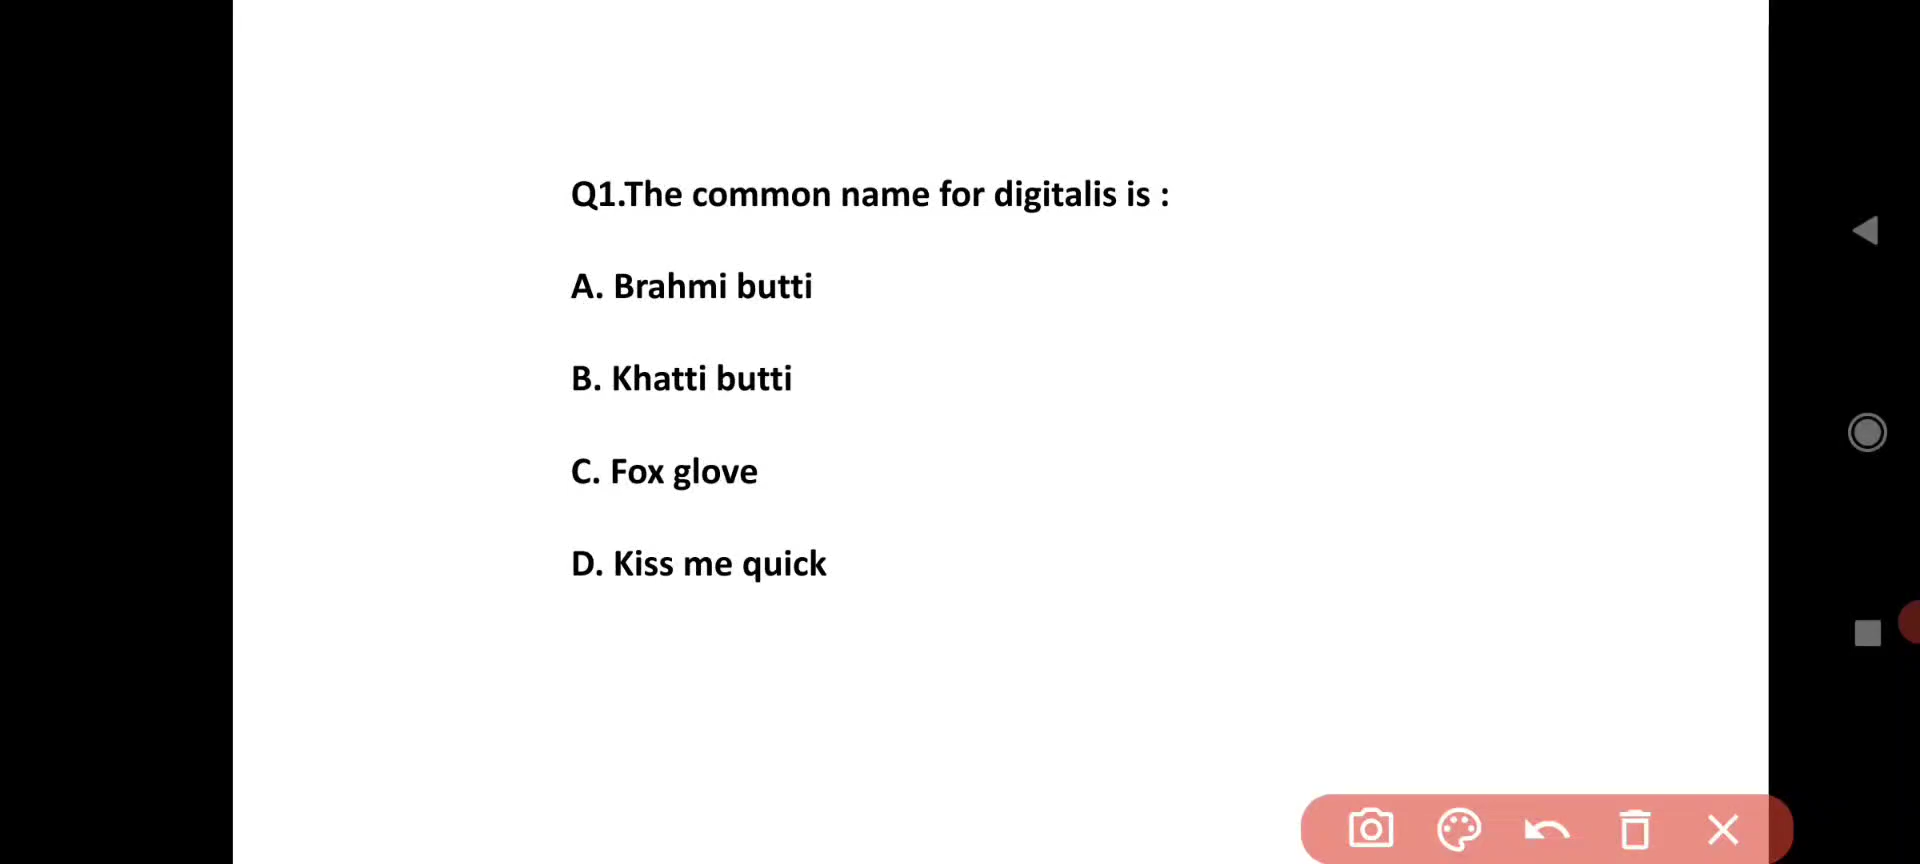 Q1.The common name for digitalis is :
A. Brahmi butti
B. Khatti butti
C. Fox glove
D. Kiss me quick